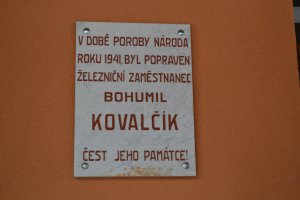 V DOBĚ POROBY NÁRODA
ROKU 1941, BYL POPRAVEN
ŽELEZNIČNÍ ZAMĚSTNANEC
BOHUMIL
KOVALČÍK
ČEST JEHO PAMÁTCE!